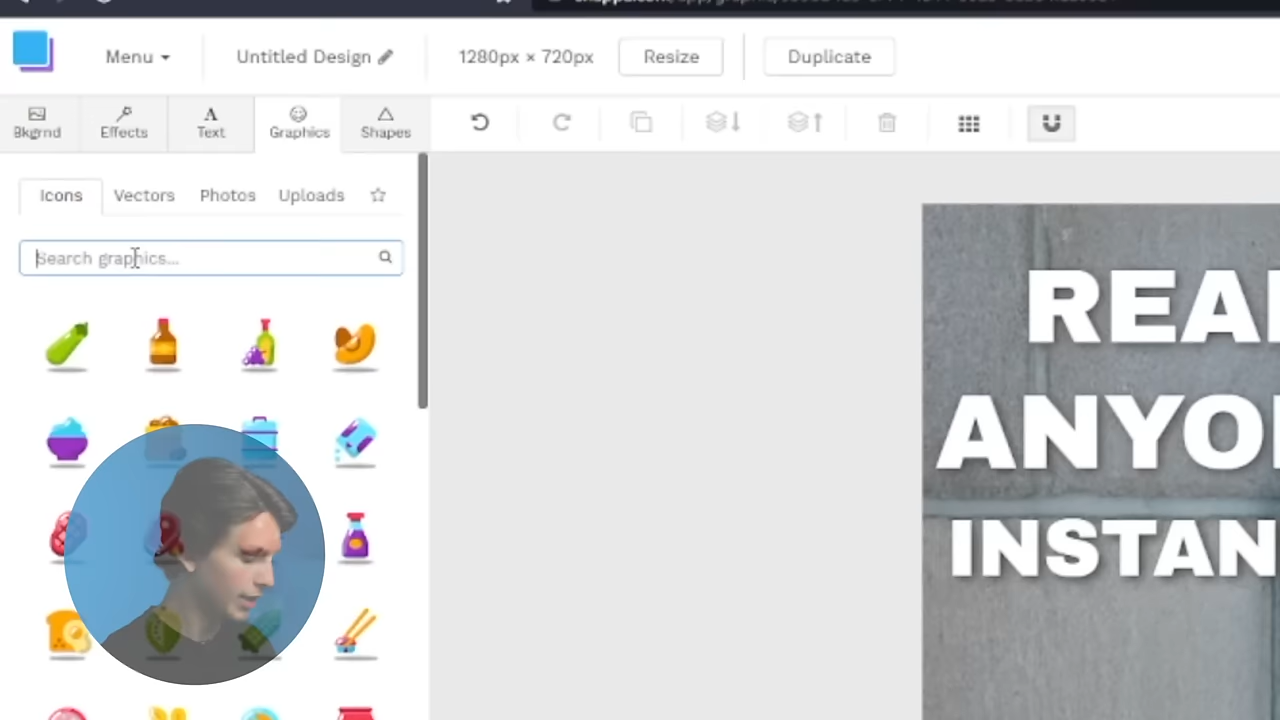 Menu
Untitled Design
1280px × 720px
Resize
Duplicate
Bkgrnd
Effects
Text
Graphics
Shapes
Icons
Vectors
Photos
Uploads
Search graphics...
REA
ANYO
INSTAN